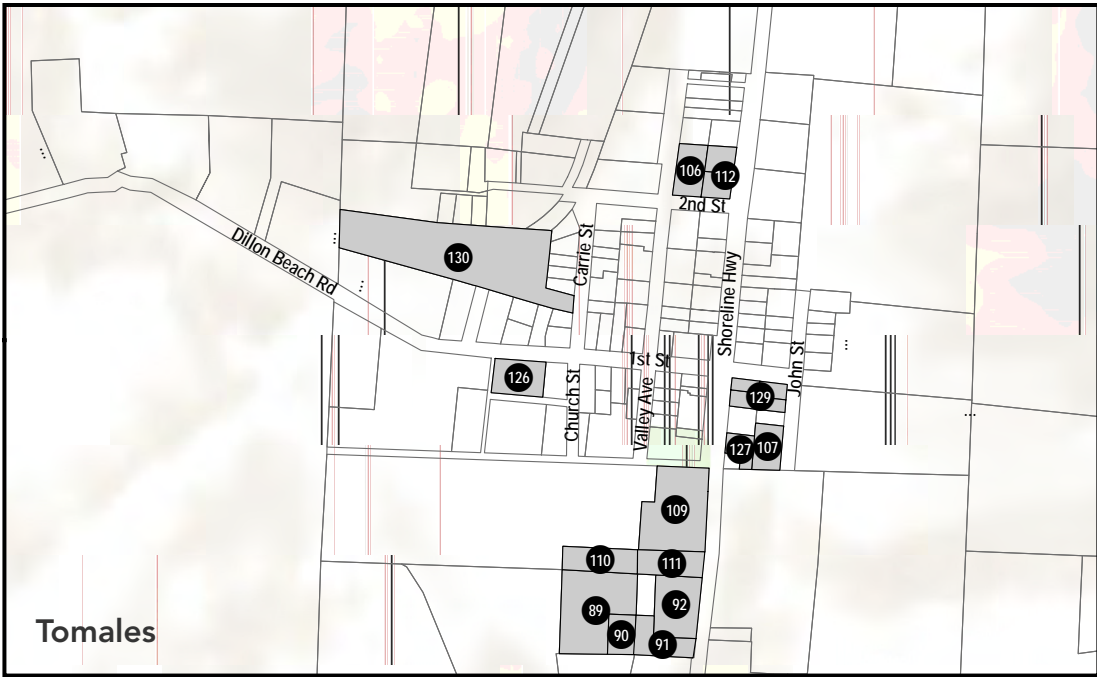 106
112
2nd St
Carrie St
Dillon Beach Rd
130
Shoreline Hwy
1st St
John St
126
Church St
Valley Ave
129
127
107
109
110
111
89
92
90
91
Tomales